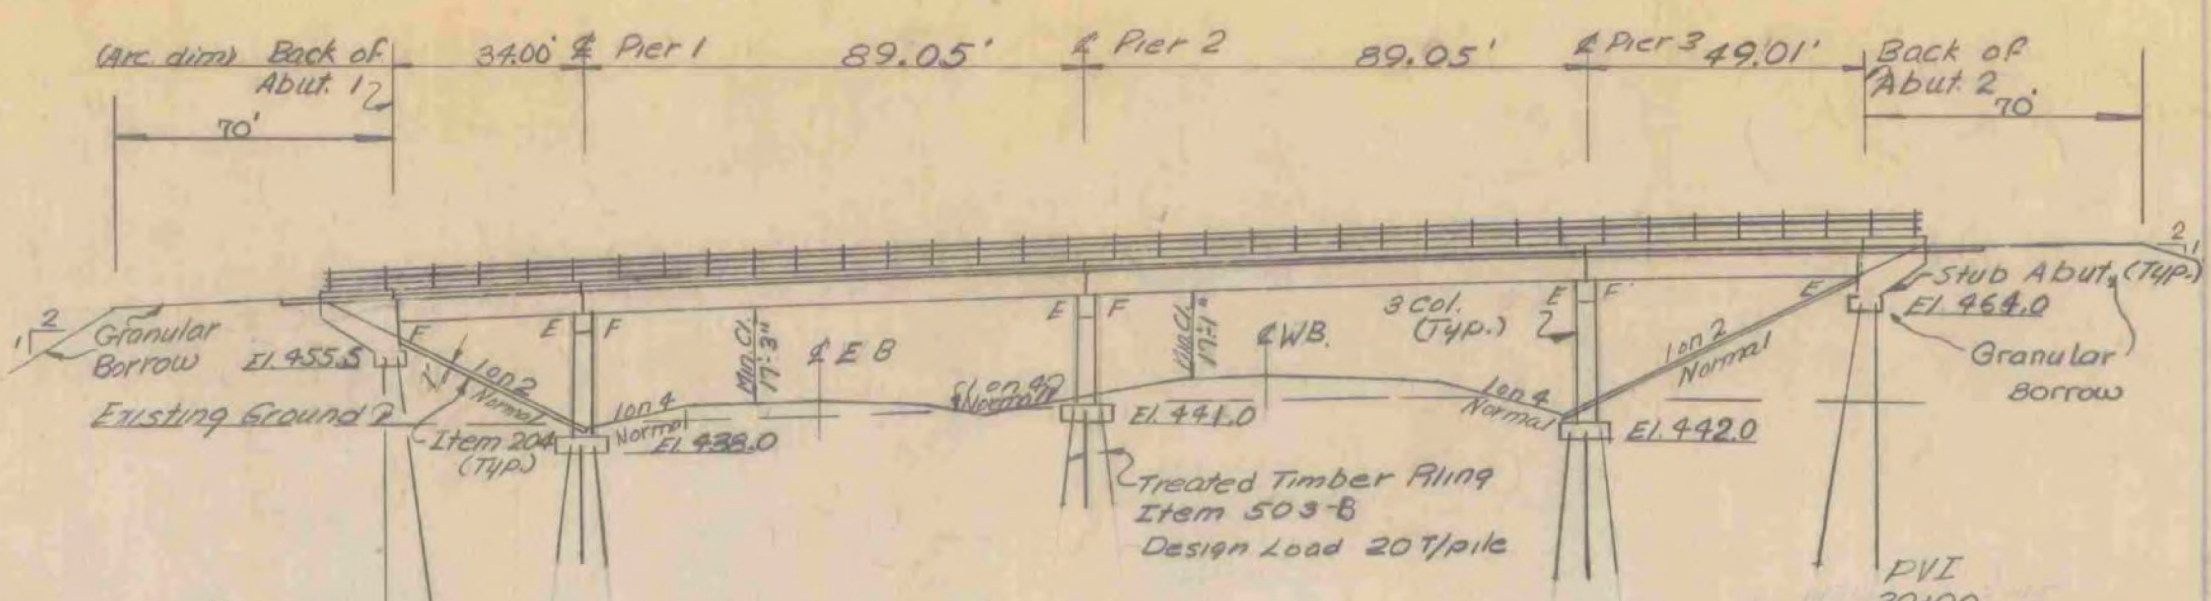 (Arc. dim) Back of
Abut. 1
34.00'
℄ Pier 1
89.05'
℄ Pier 2
89.05'
℄ Pier 3
49.01'
Back of
Abut. 2
70'
70'
2
1
Granular
Borrow
El. 455.5
F
1'
1 on 2
Normal
Existing Ground
Item 204
(Typ.)
E
F
1 on 4
Normal
El. 438.0
Min. Cl.
17'-3"
℄ E B
1 on 4
Normal
E
F
El. 441.0
Min. Cl.
17'-1"
℄ WB.
3 Col.
(Typ.)
1 on 4
Normal
E
F
El. 442.0
1 on 2
Normal
E
Stub Abut. (Typ.)
El. 464.0
2
1
Granular
Borrow
Treated Timber Piling
Item 503-B
Design Load 20 T/pile
PVI